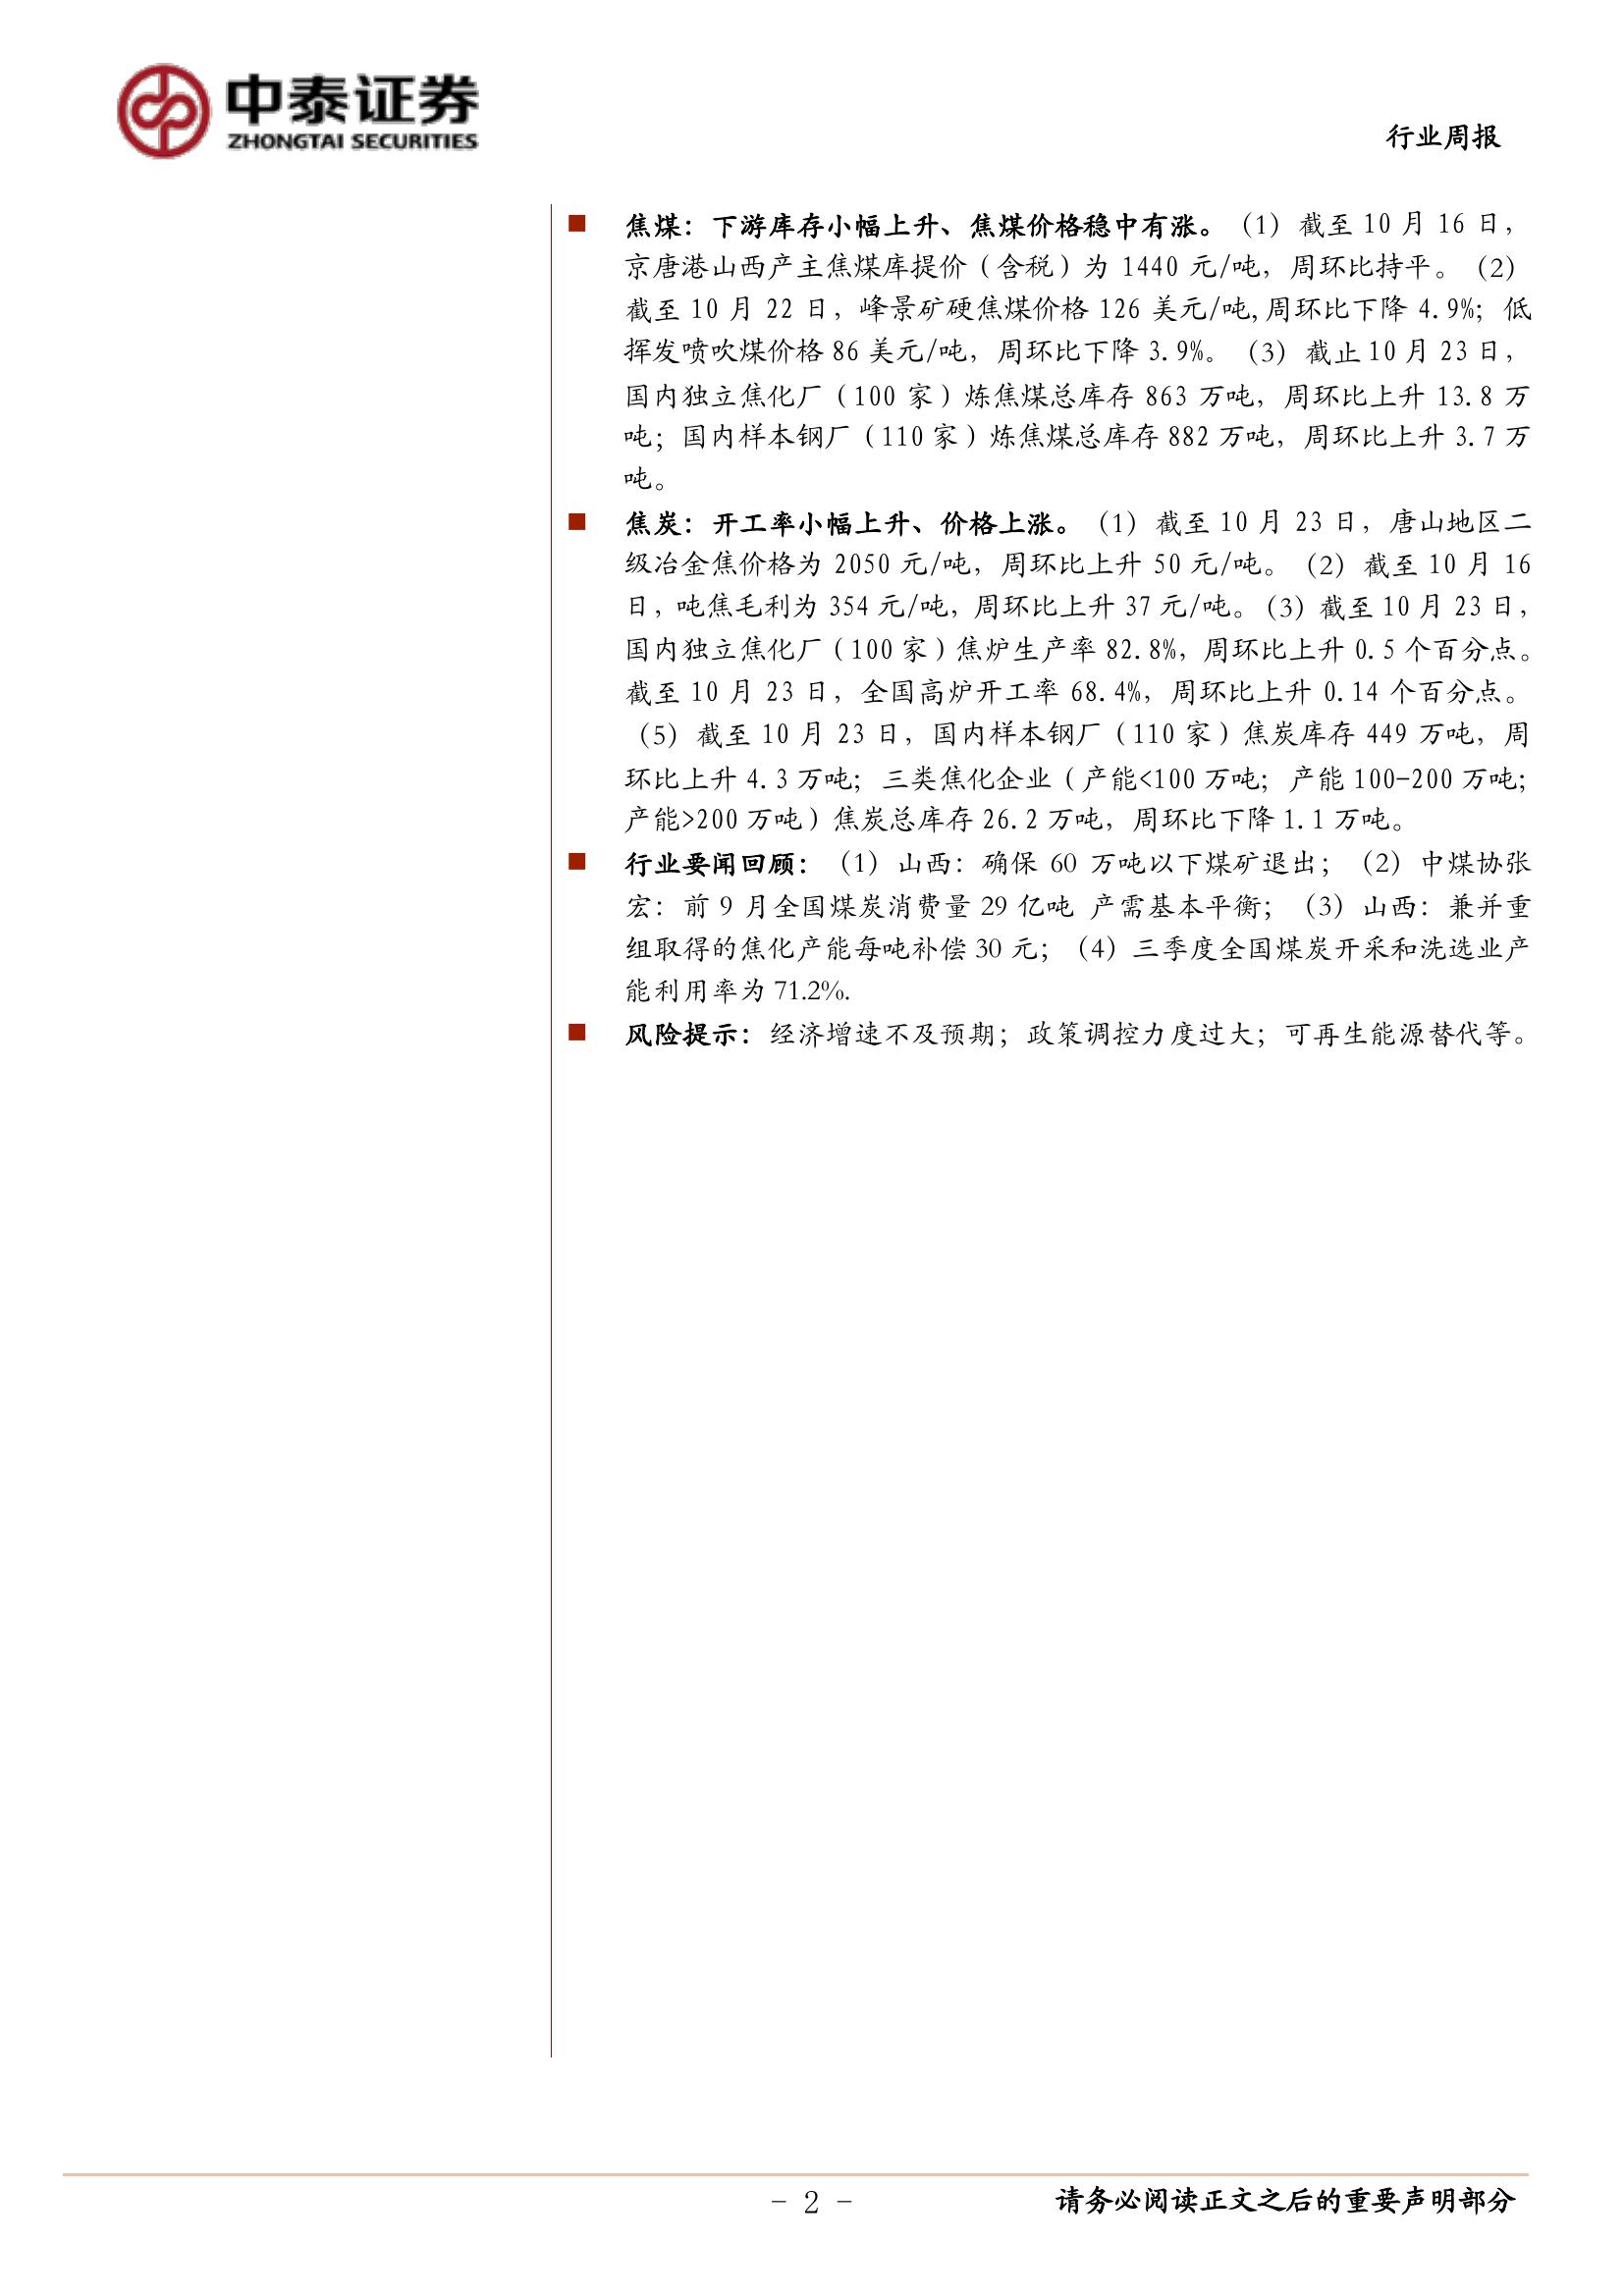 中泰证券
ZHONGTAI SECURITIES
行业周报
■ 焦煤：下游库存小幅上升、焦煤价格稳中有涨。（1）截至 10 月 16 日，
京唐港山西产主焦煤库提价（含税）为 1440 元/吨，周环比持平。（2）
截至 10 月 22 日，峰景矿硬焦煤价格 126 美元/吨,周环比下降 4.9%；低
挥发喷吹煤价格 86 美元/吨，周环比下降 3.9%。（3）截止 10 月 23 日，
国内独立焦化厂（100 家）炼焦煤总库存 863 万吨，周环比上升 13.8 万
吨；国内样本钢厂（110 家）炼焦煤总库存 882 万吨，周环比上升 3.7 万
吨。
■ 焦炭：开工率小幅上升、价格上涨。（1）截至 10 月 23 日，唐山地区二
级冶金焦价格为 2050 元/吨，周环比上升 50 元/吨。（2）截至 10 月 16
日，吨焦毛利为 354 元/吨，周环比上升 37 元/吨。（3）截至 10 月 23 日，
国内独立焦化厂（100 家）焦炉生产率 82.8%，周环比上升 0.5 个百分点。
截至 10 月 23 日，全国高炉开工率 68.4%，周环比上升 0.14 个百分点。
（5）截至 10 月 23 日，国内样本钢厂（110 家）焦炭库存 449 万吨，周
环比上升 4.3 万吨；三类焦化企业（产能<100 万吨；产能 100-200 万吨；
产能>200 万吨）焦炭总库存 26.2 万吨，周环比下降 1.1 万吨。
■ 行业要闻回顾：（1）山西：确保 60 万吨以下煤矿退出；（2）中煤协张
宏：前 9 月全国煤炭消费量 29 亿吨 产需基本平衡；（3）山西：兼并重
组取得的焦化产能每吨补偿 30 元；（4）三季度全国煤炭开采和洗选业产
能利用率为 71.2%.
■ 风险提示：经济增速不及预期；政策调控力度过大；可再生能源替代等。
- 2 -
请务必阅读正文之后的重要声明部分